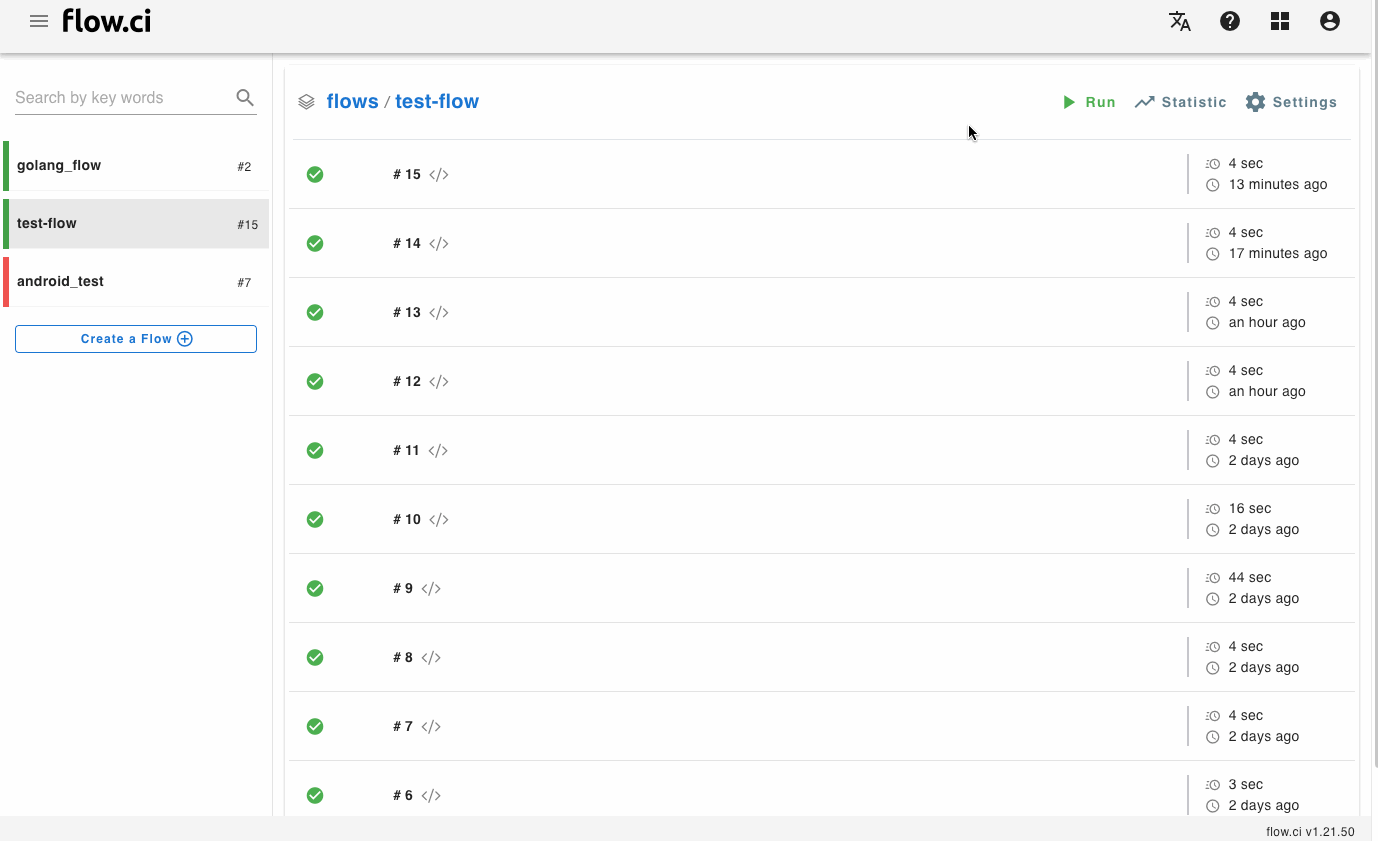 flow.ci
Search by key words
golang_flow #2
test-flow #15
android_test #7
Create a Flow
flows / test-flow
Run Statistic Settings
# 15 </> 4 sec
13 minutes ago
# 14 </> 4 sec
17 minutes ago
# 13 </> 4 sec
an hour ago
# 12 </> 4 sec
an hour ago
# 11 </> 4 sec
2 days ago
# 10 </> 16 sec
2 days ago
# 9 </> 44 sec
2 days ago
# 8 </> 4 sec
2 days ago
# 7 </> 4 sec
2 days ago
# 6 </> 3 sec
2 days ago
flow.ci v1.21.50